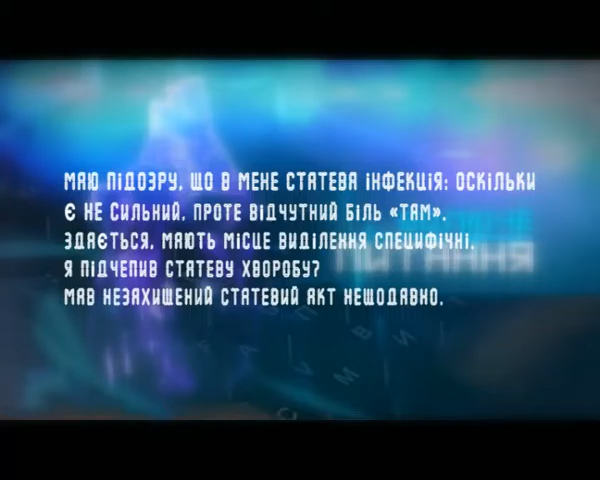 МАЮ ПІДОЗРУ, ЩО В МЕНЕ СТАТЕВА ІНФЕКЦІЯ: ОСКІЛЬКИ
Є НЕ СИЛЬНИЙ, ПРОТЕ ВІДЧУТНИЙ БІЛЬ «ТАМ».
ЗДАЄТЬСЯ, МАЮТЬ МІСЦЕ ВИДІЛЕННЯ СПЕЦИФІЧНІ.
ПИТАННЯ
Я ПІДЧЕПИВ СТАТЕВУ ХВОРОБУ?
МАВ НЕЗАХИЩЕНИЙ СТАТЕВИЙ АКТ НЕЩОДАВНО.